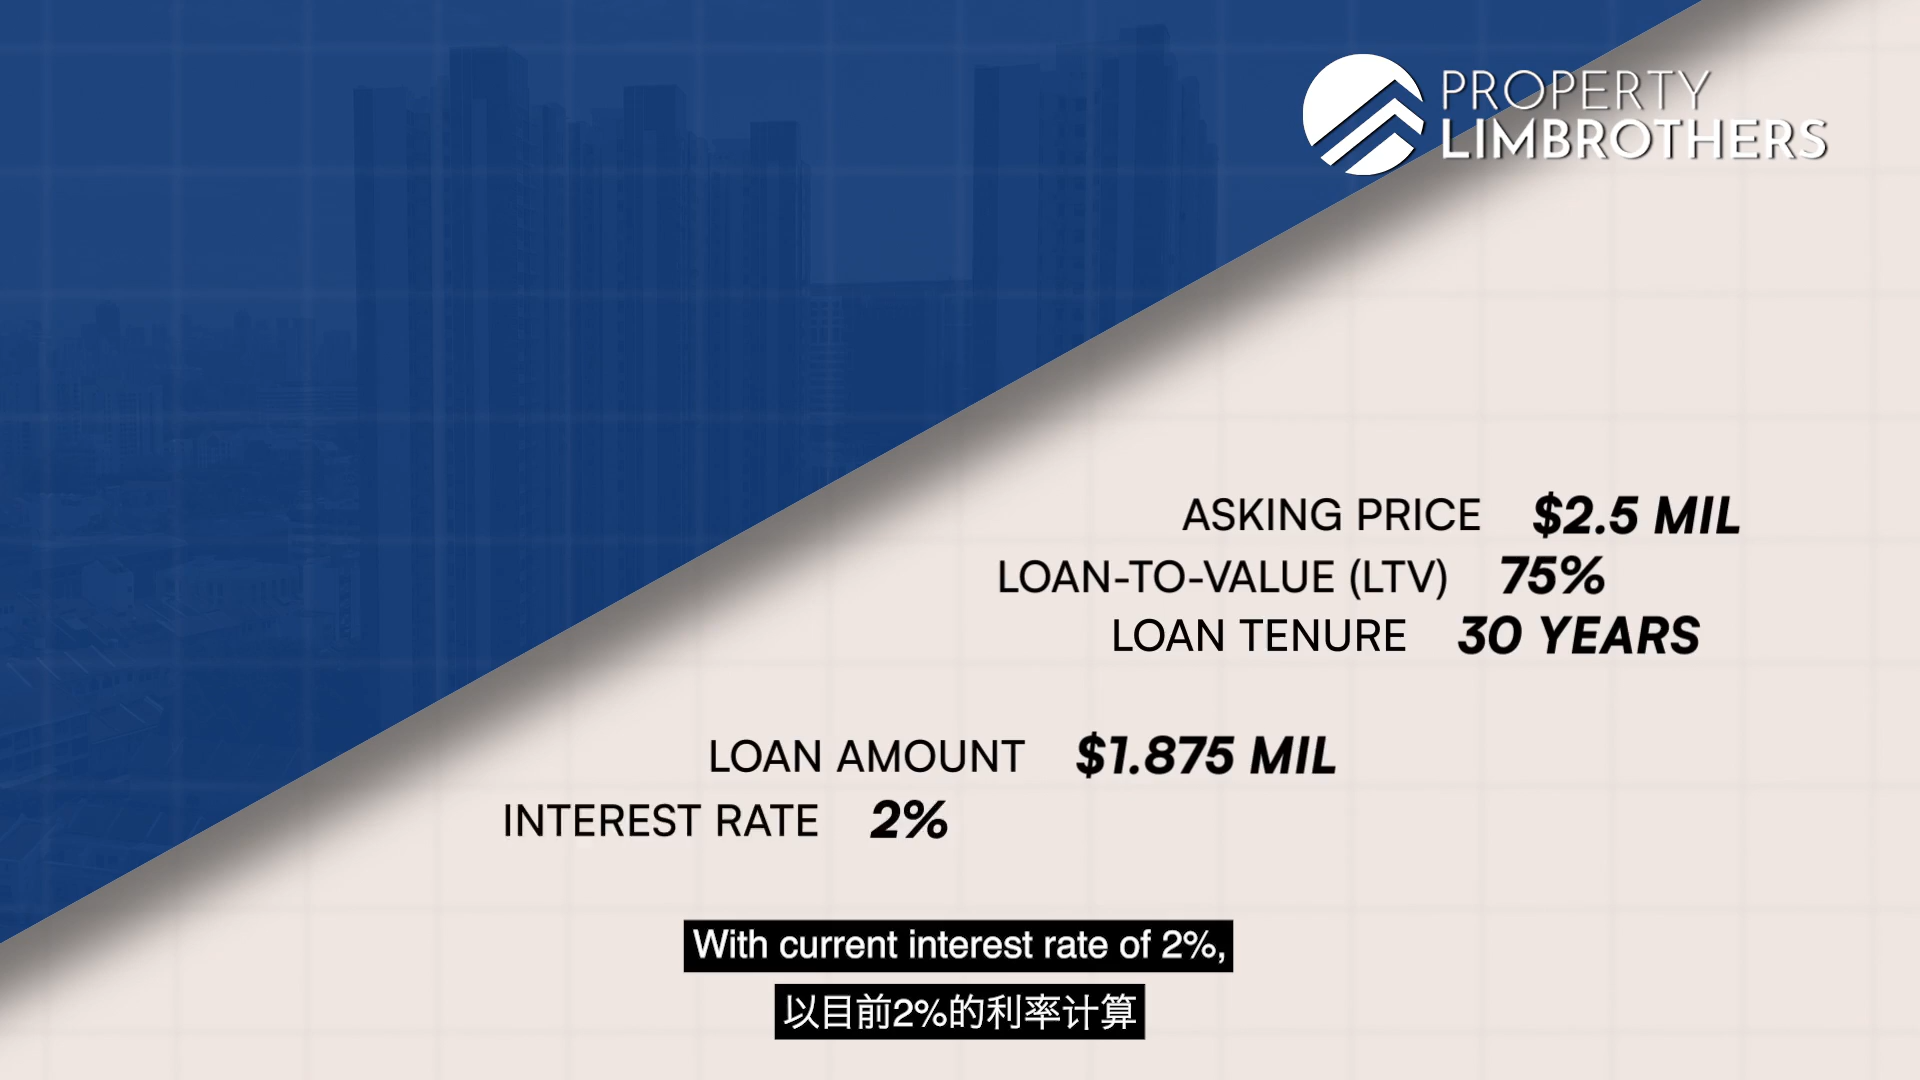 PROPERTY
LIMBROTHERS
ASKING PRICE $2.5 MIL
LOAN-TO-VALUE (LTV) 75%
LOAN TENURE 30 YEARS
LOAN AMOUNT $1.875 MIL
INTEREST RATE 2%
With current interest rate of 2%,
以目前2%的利率计算